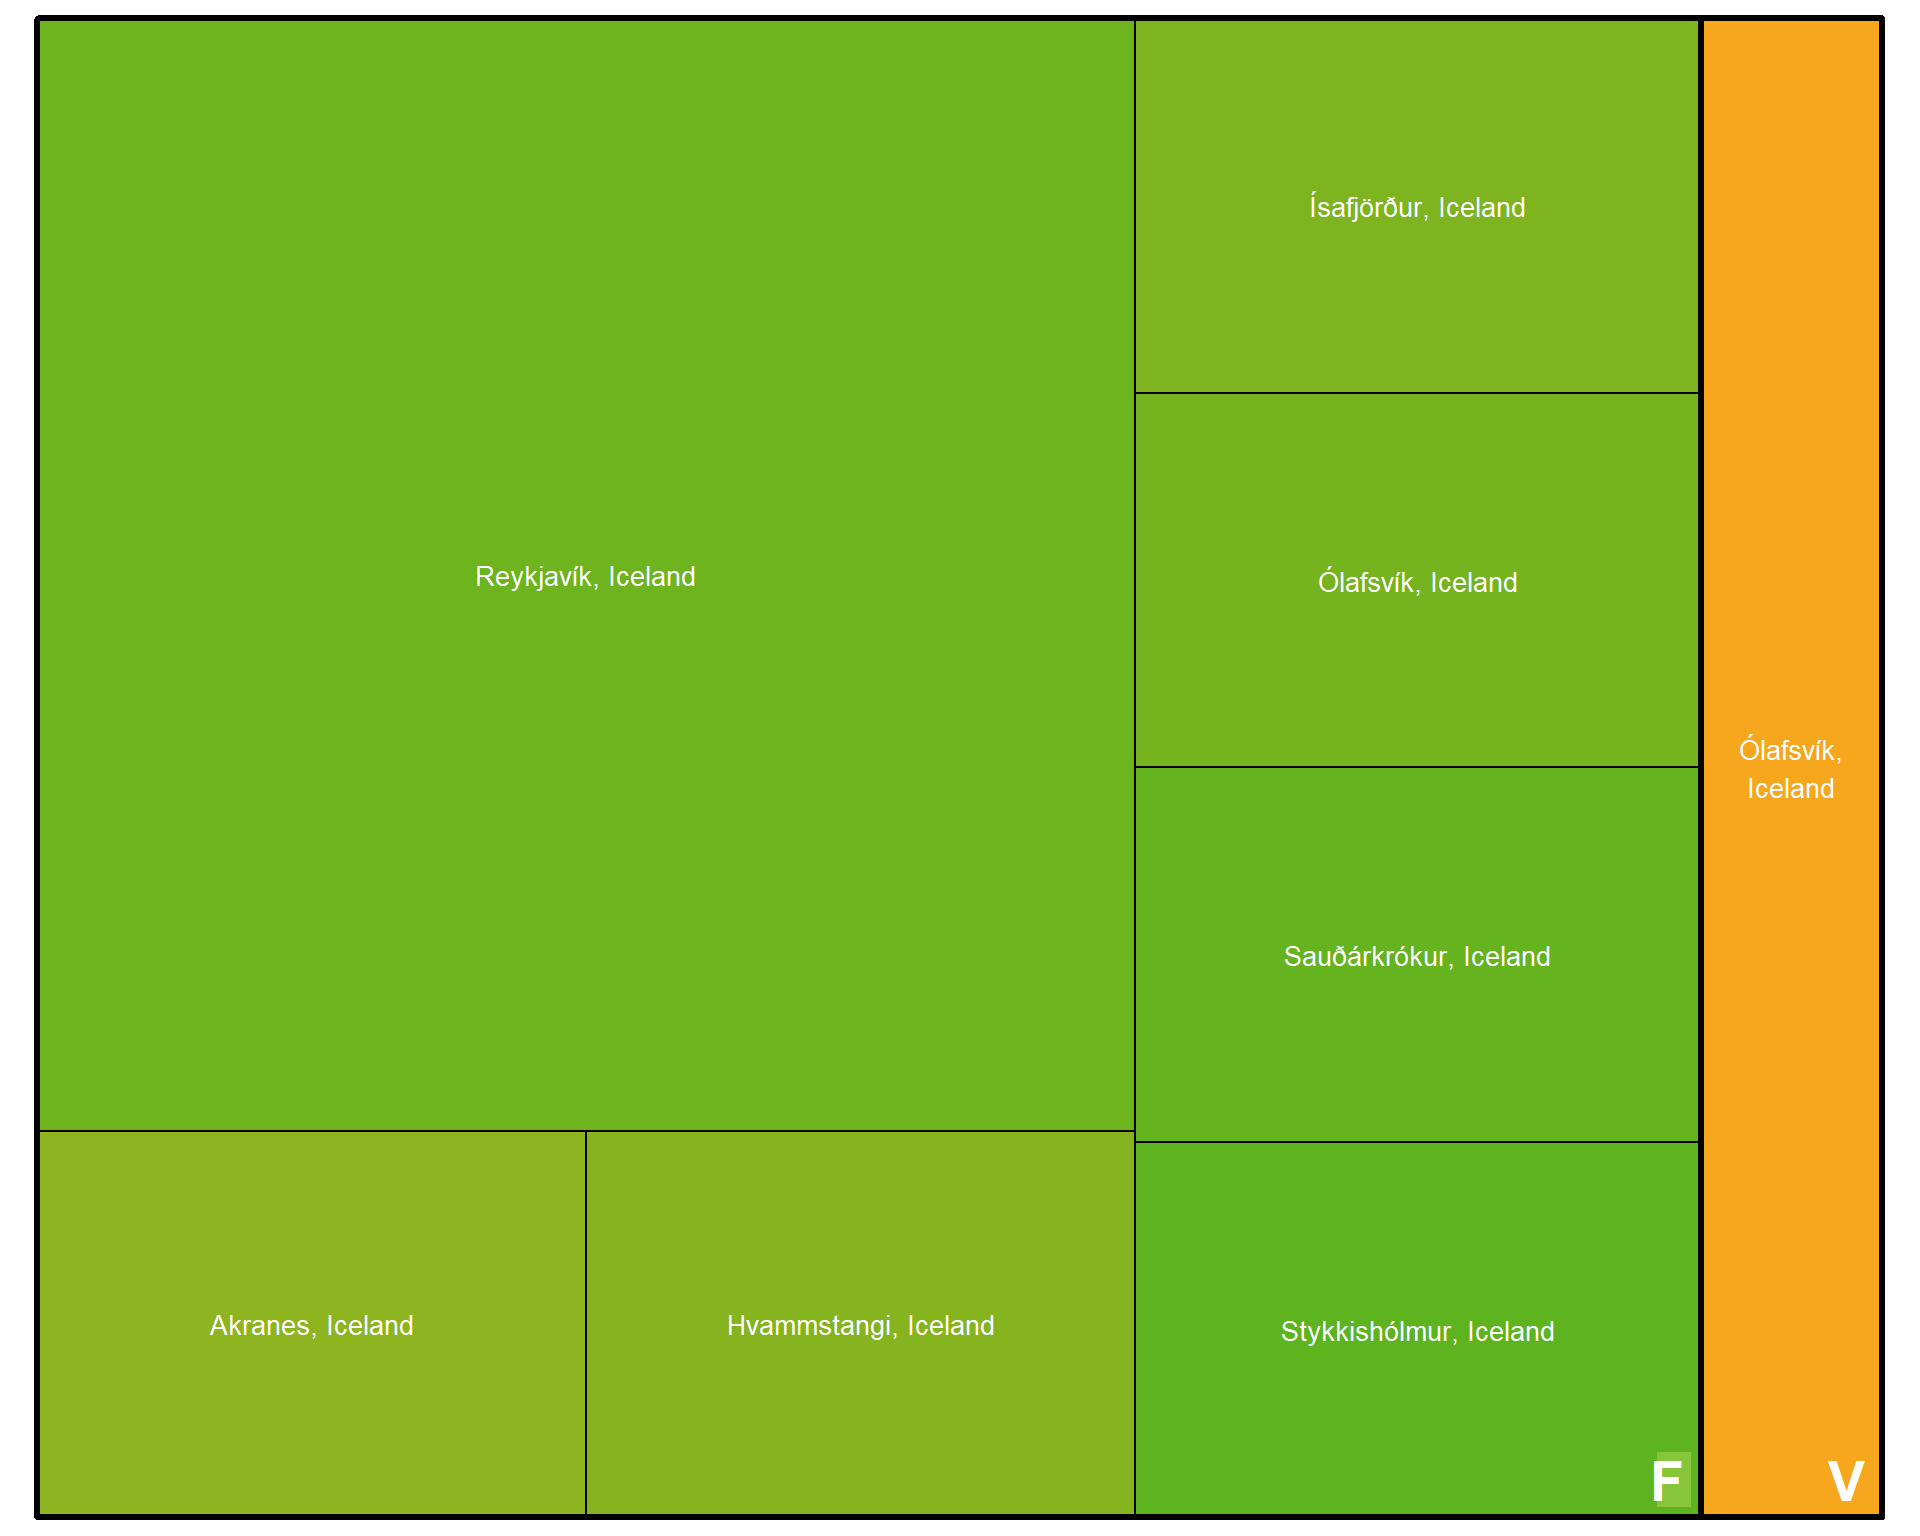 Reykjavík, Iceland
Akranes, Iceland
Hvammstangi, Iceland
Ísafjörður, Iceland
Ólafsvík, Iceland
Sauðárkrókur, Iceland
Stykkishólmur, Iceland
F
Ólafsvík,
Iceland
V